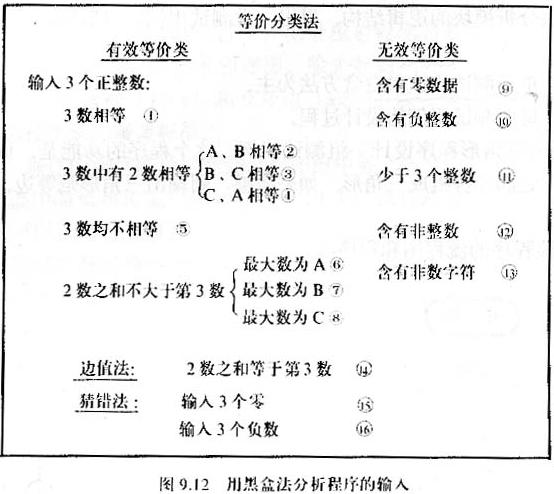 等价分类法
有效等价类 无效等价类
输入3个正整数: 含有零数据 ⑨
3数相等 ① 含有负整数 ⑩
A、B相等②
3数中有2数相等 B、C相等③ 少于3个整数 ⑪
C、A相等④
3数均不相等 ⑤ 含有非整数 ⑫
最大数为A⑥ 含有非数字符 ⑬
2数之和不大于第3数 最大数为B⑦
最大数为C⑧
边值法: 2数之和等于第3数 ⑭
猜错法: 输入3个零 ⑮
输入3个负数 ⑯
图9.12 用黑盒法分析程序的输入